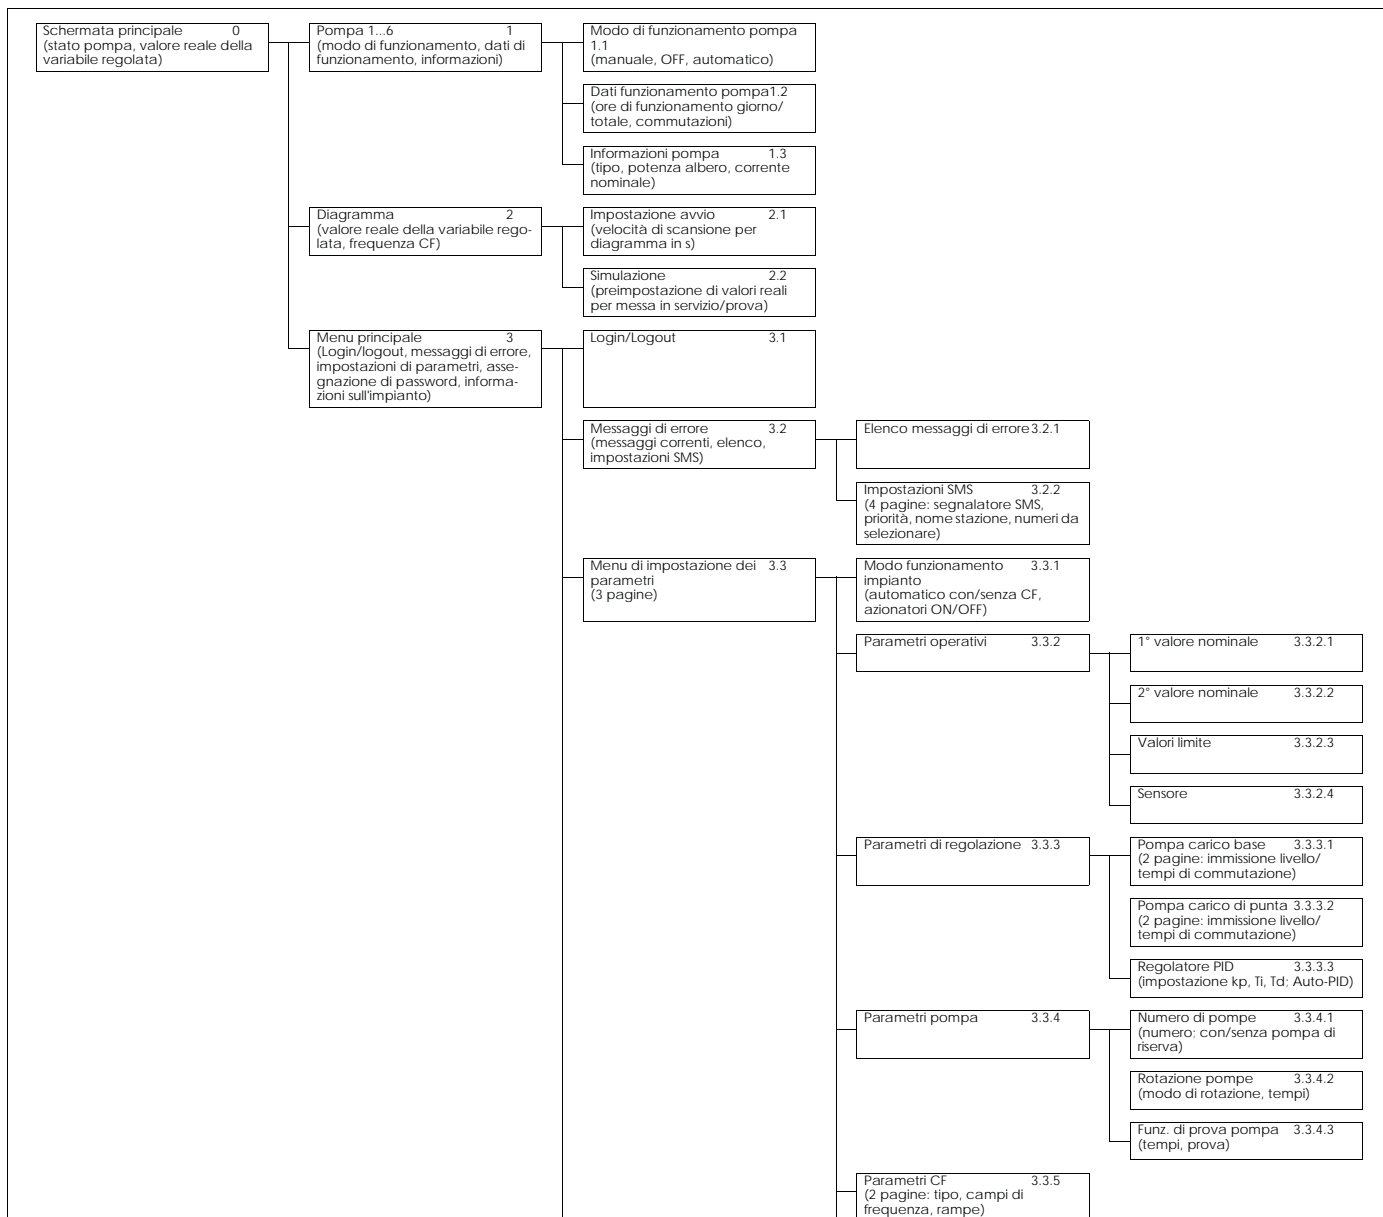 Schermata principale 0
(stato pompa, valore reale della
variabile regolata)
Pompa 1...6 1
(modo di funzionamento, dati di
funzionamento, informazioni)
Modo di funzionamento pompa
1.1
(manuale, OFF, automatico)
Dati funzionamento pompa1.2
(ore di funzionamento giorno/
totale, commutazioni)
Informazioni pompa 1.3
(tipo, potenza albero, corrente
nominale)
Diagramma 2
(valore reale della variabile rego-
lata, frequenza CF)
Impostazione avvio 2.1
(velocità di scansione per
diagramma in s)
Simulazione 2.2
(preimpostazione di valori reali
per messa in servizio/prova)
Menu principale 3
(Login/logout, messaggi di errore,
impostazioni di parametri, asse-
gnazione di password, informa-
zioni sull'impianto)
Login/Logout 3.1
Messaggi di errore 3.2
(messaggi correnti, elenco,
impostazioni SMS)
Elenco messaggi di errore3.2.1
Impostazioni SMS 3.2.2
(4 pagine: segnalatore SMS,
priorità, nome stazione, numeri da
selezionare)
Menu di impostazione dei 3.3
parametri
(3 pagine)
Modo funzionamento 3.3.1
impianto
(automatico con/senza CF,
azionatori ON/OFF)
Parametri operativi 3.3.2
1° valore nominale 3.3.2.1
2° valore nominale 3.3.2.2
Valori limite 3.3.2.3
Sensore 3.3.2.4
Parametri di regolazione 3.3.3
Pompa carico base 3.3.3.1
(2 pagine: immissione livello/
tempi di commutazione)
Pompa carico di punta 3.3.3.2
(2 pagine: immissione livello/
tempi di commutazione)
Regolatore PID 3.3.3.3
(impostazione kp, Ti, Td; Auto-PID)
Parametri pompa 3.3.4
Numero di pompe 3.3.4.1
(numero; con/senza pompa di
riserva)
Rotazione pompe 3.3.4.2
(modo di rotazione, tempi)
Funz. di prova pompa 3.3.4.3
(tempi, prova)
Parametri CF 3.3.5
(2 pagine: tipo, campi di
frequenza, rampe)